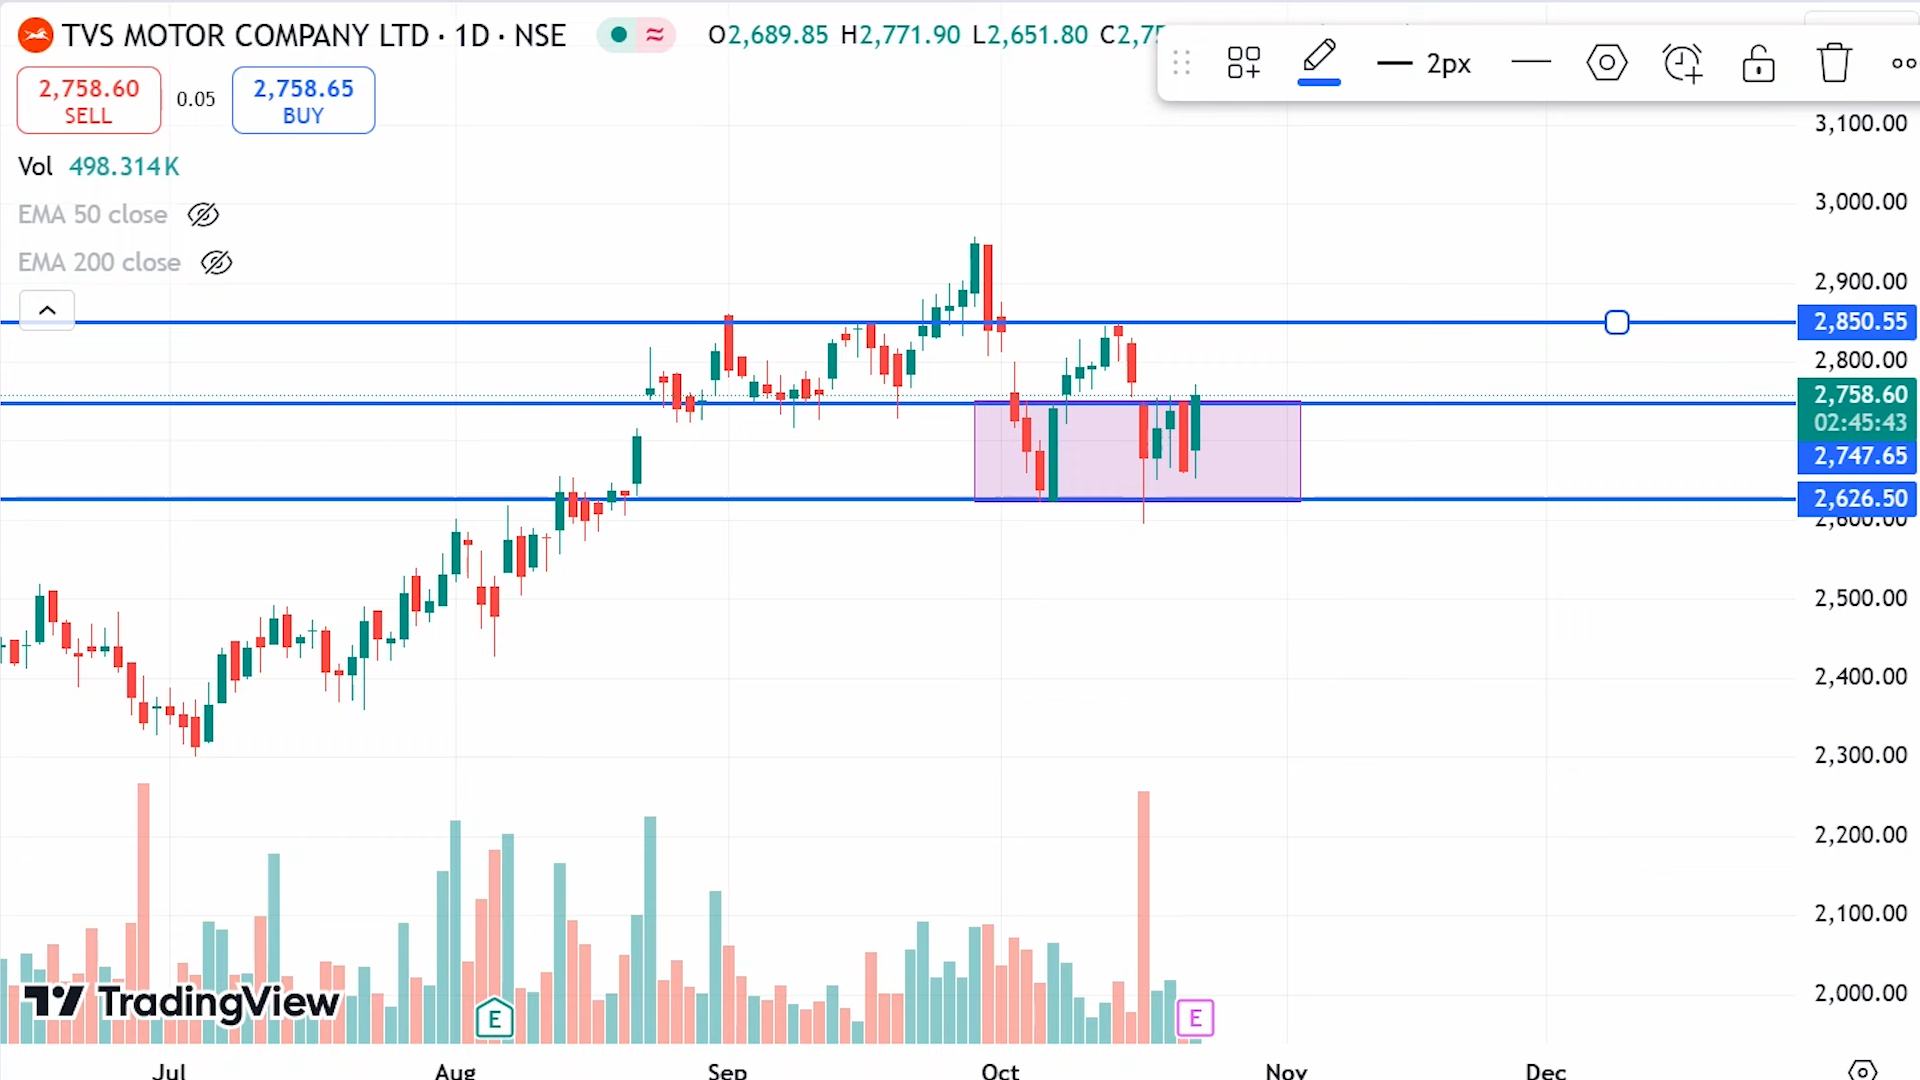 TVS MOTOR COMPANY LTD · 1D · NSE
O2,689.85 H2,771.90 L2,651.80
2px
2,758.60
SELL
0.05
2,758.65
BUY
Vol 498.314K
EMA 50 close
EMA 200 close
3,100.00
3,000.00
2,900.00
2,850.55
2,800.00
2,758.60
02:45:43
2,747.65
2,626.50
2,600.00
2,500.00
2,400.00
2,300.00
2,200.00
2,100.00
2,000.00
TradingView
E
E
Jul
Aug
Sep
Oct
Nov
Dec